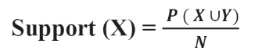 Support (X) = P ( X ∪Y) / N